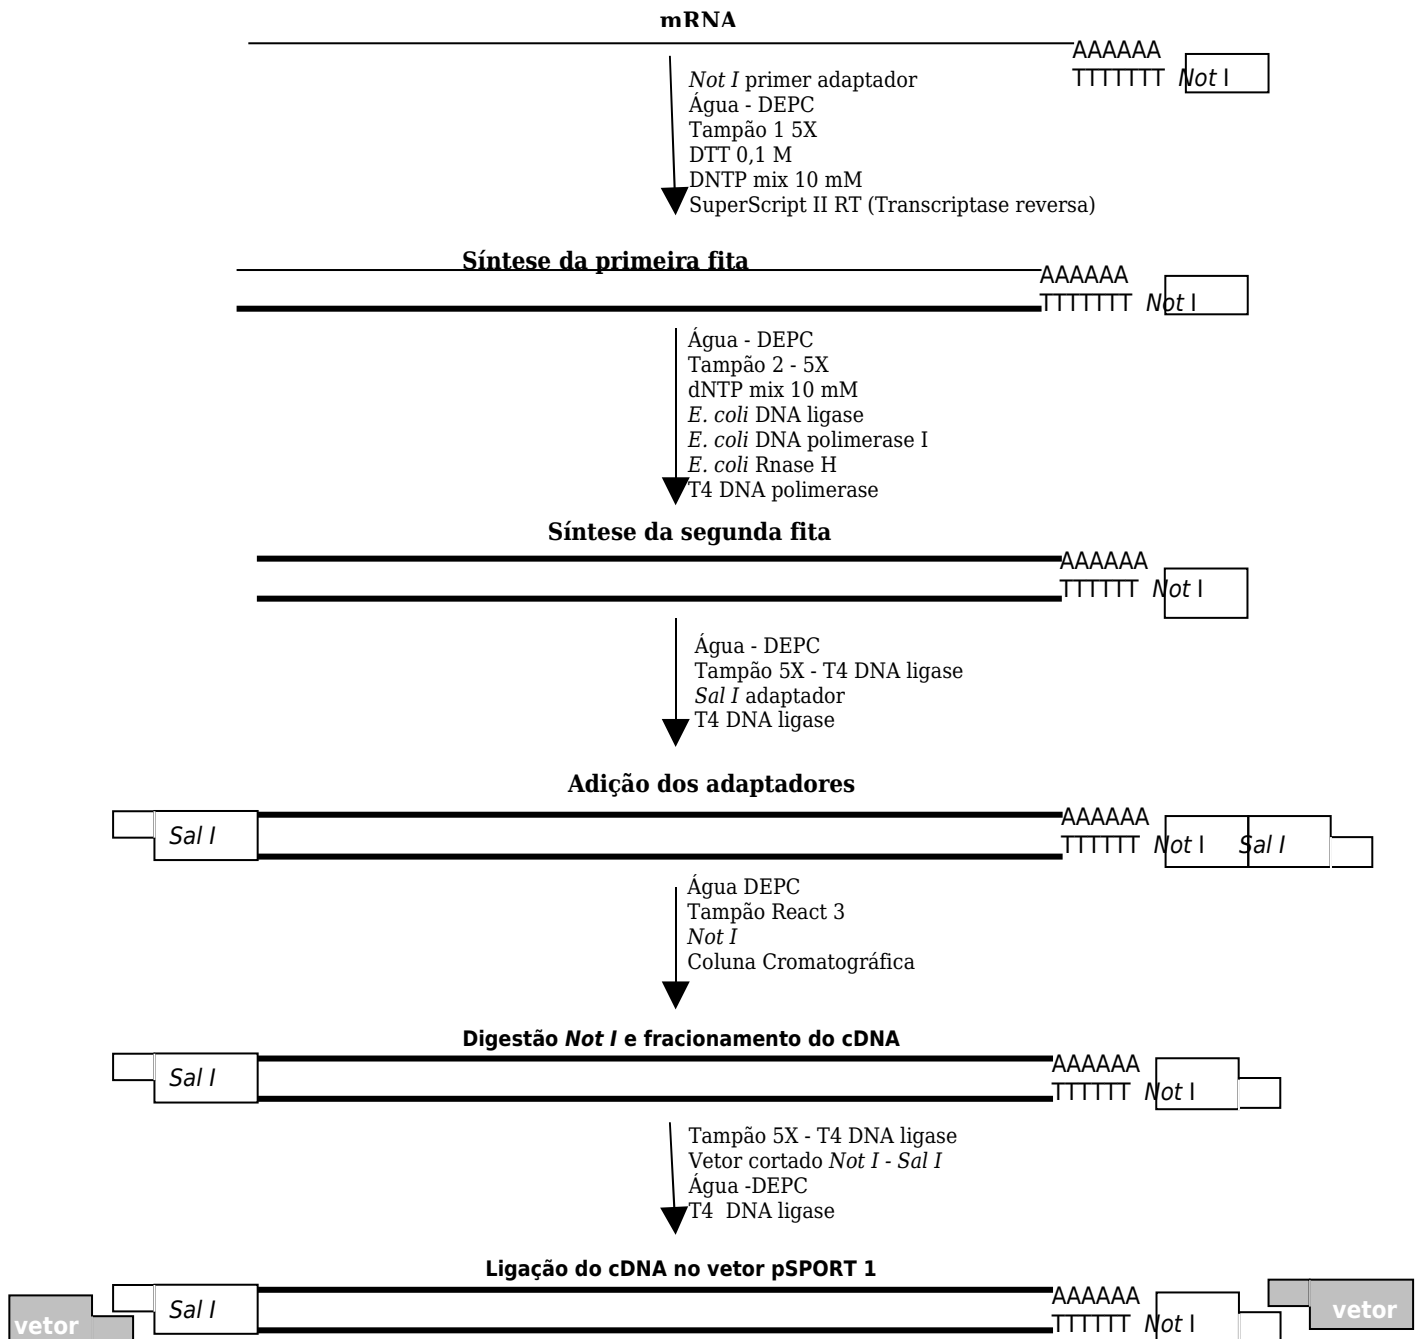 mRNA
AAAAAA
TTTTTTT Not I
Not I primer adaptador
Água - DEPC
Tampão 1 5X
DTT 0,1 M
DNTP mix 10 mM
SuperScript II RT (Transcriptase reversa)
Síntese da primeira fita
AAAAAA
TTTTTTT Not I
Água - DEPC
Tampão 2 - 5X
dNTP mix 10 mM
E. coli DNA ligase
E. coli DNA polimerase I
E. coli Rnase H
T4 DNA polimerase
Síntese da segunda fita
AAAAAA
TTTTTT Not I
Água - DEPC
Tampão 5X - T4 DNA ligase
Sal I adaptador
T4 DNA ligase
Adição dos adaptadores
AAAAAA
Sal I TTTTTT Not I Sal I
Água DEPC
Tampão React 3
Not I
Coluna Cromatográfica
Digestão Not I e fracionamento do cDNA
AAAAAA
Sal I TTTTTT Not I
Tampão 5X - T4 DNA ligase
Vetor cortado Not I - Sal I
Água -DEPC
T4 DNA ligase
Ligação do cDNA no vetor pSPORT 1
AAAAAA
vetor Sal I TTTTTT Not I vetor